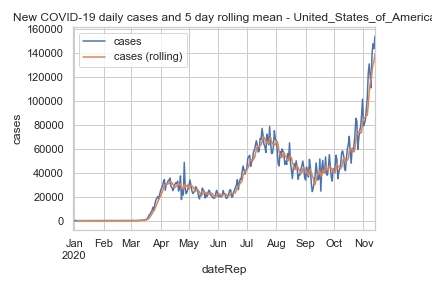 New COVID-19 daily cases and 5 day rolling mean - United_States_of_America
160000
140000
120000
100000
80000
60000
40000
20000
0
cases
cases
cases (rolling)
Jan Feb Mar Apr May Jun Jul Aug Sep Oct Nov
2020
dateRep